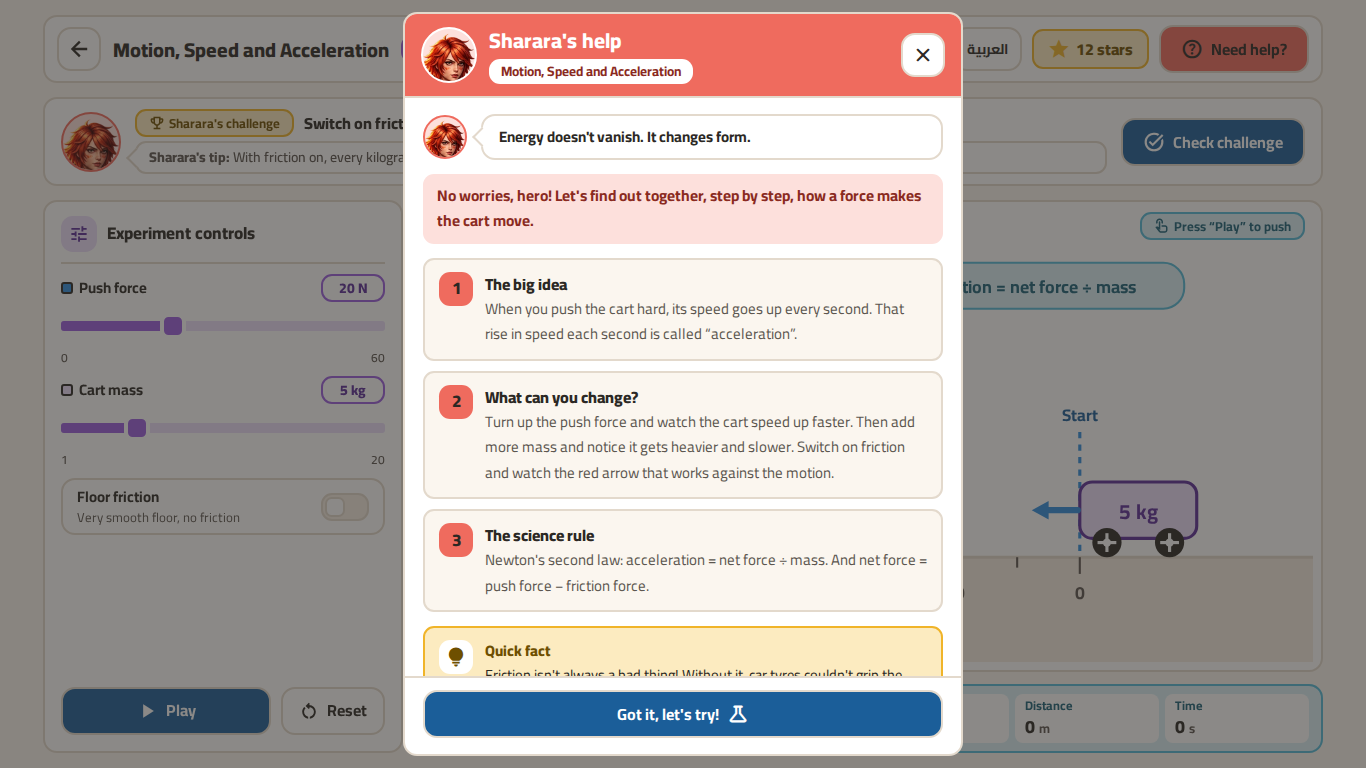 Motion, Speed and Acceleration
العربية
12 stars
Need help?
Sharara's challenge
Switch on frict
Sharara's tip: With friction on, every kilogra
Check challenge
Experiment controls
Push force
20 N
0
60
Cart mass
5 kg
1
20
Floor friction
Very smooth floor, no friction
Play
Reset
Sharara's help
Motion, Speed and Acceleration
Energy doesn't vanish. It changes form.
No worries, hero! Let's find out together, step by step, how a force makes
the cart move.
1
The big idea
When you push the cart hard, its speed goes up every second. That
rise in speed each second is called “acceleration”.
2
What can you change?
Turn up the push force and watch the cart speed up faster. Then add
more mass and notice it gets heavier and slower. Switch on friction
and watch the red arrow that works against the motion.
3
The science rule
Newton's second law: acceleration = net force ÷ mass. And net force =
push force − friction force.
Quick fact
Friction isn't always a bad thing! Without it, car tyres couldn't grip the
Got it, let's try!
Press "Play" to push
tion = net force ÷ mass
Start
5 kg
0
Distance
0 m
Time
0 s